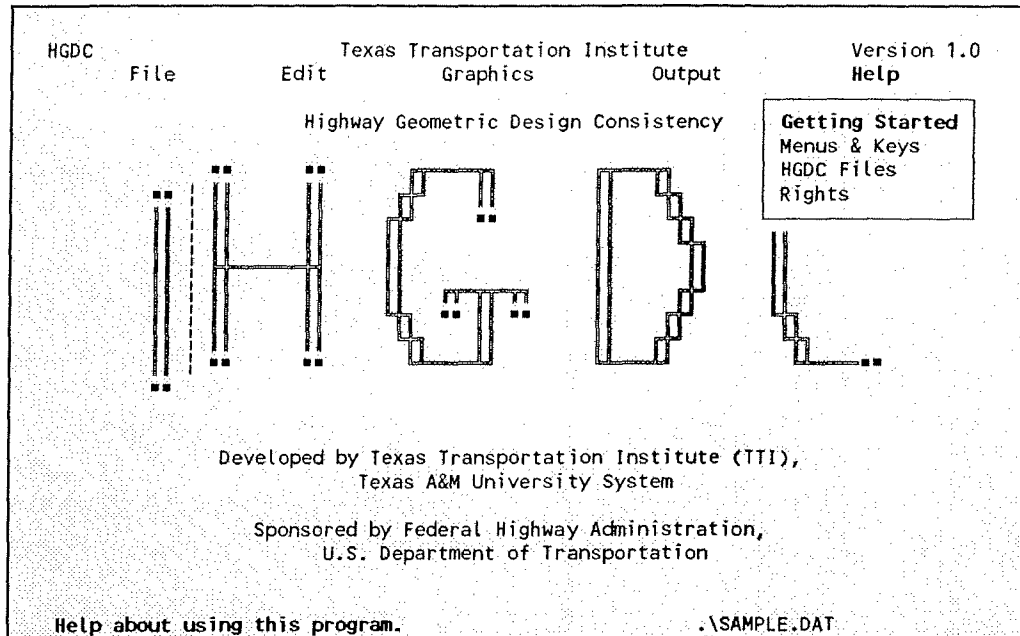 HGDC Texas Transportation Institute Version 1.0
File Edit Graphics Output Help
Highway Geometric Design Consistency
Getting Started
Menus & Keys
HGDC Files
Rights
Developed by Texas Transportation Institute (TTI),
Texas A&M University System
Sponsored by Federal Highway Administration,
U.S. Department of Transportation
Help about using this program. .\SAMPLE.DAT